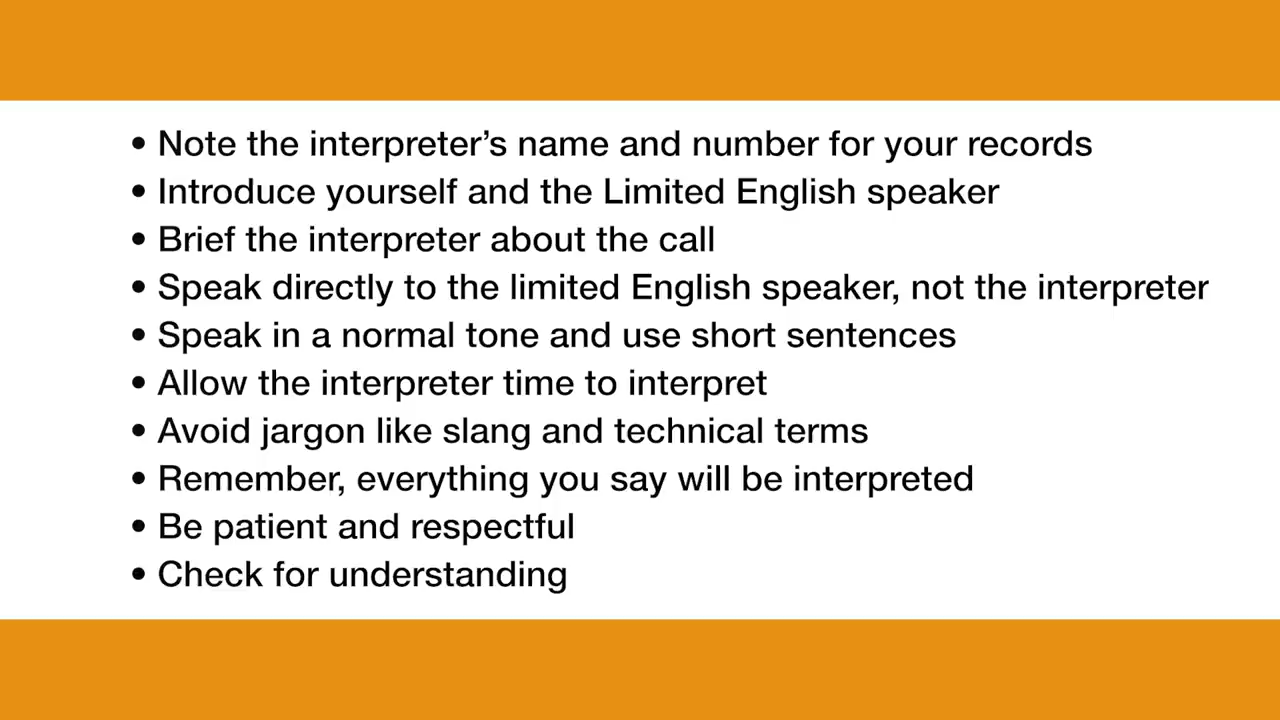 • Note the interpreter’s name and number for your records
• Introduce yourself and the Limited English speaker
• Brief the interpreter about the call
• Speak directly to the limited English speaker, not the interpreter
• Speak in a normal tone and use short sentences
• Allow the interpreter time to interpret
• Avoid jargon like slang and technical terms
• Remember, everything you say will be interpreted
• Be patient and respectful
• Check for understanding